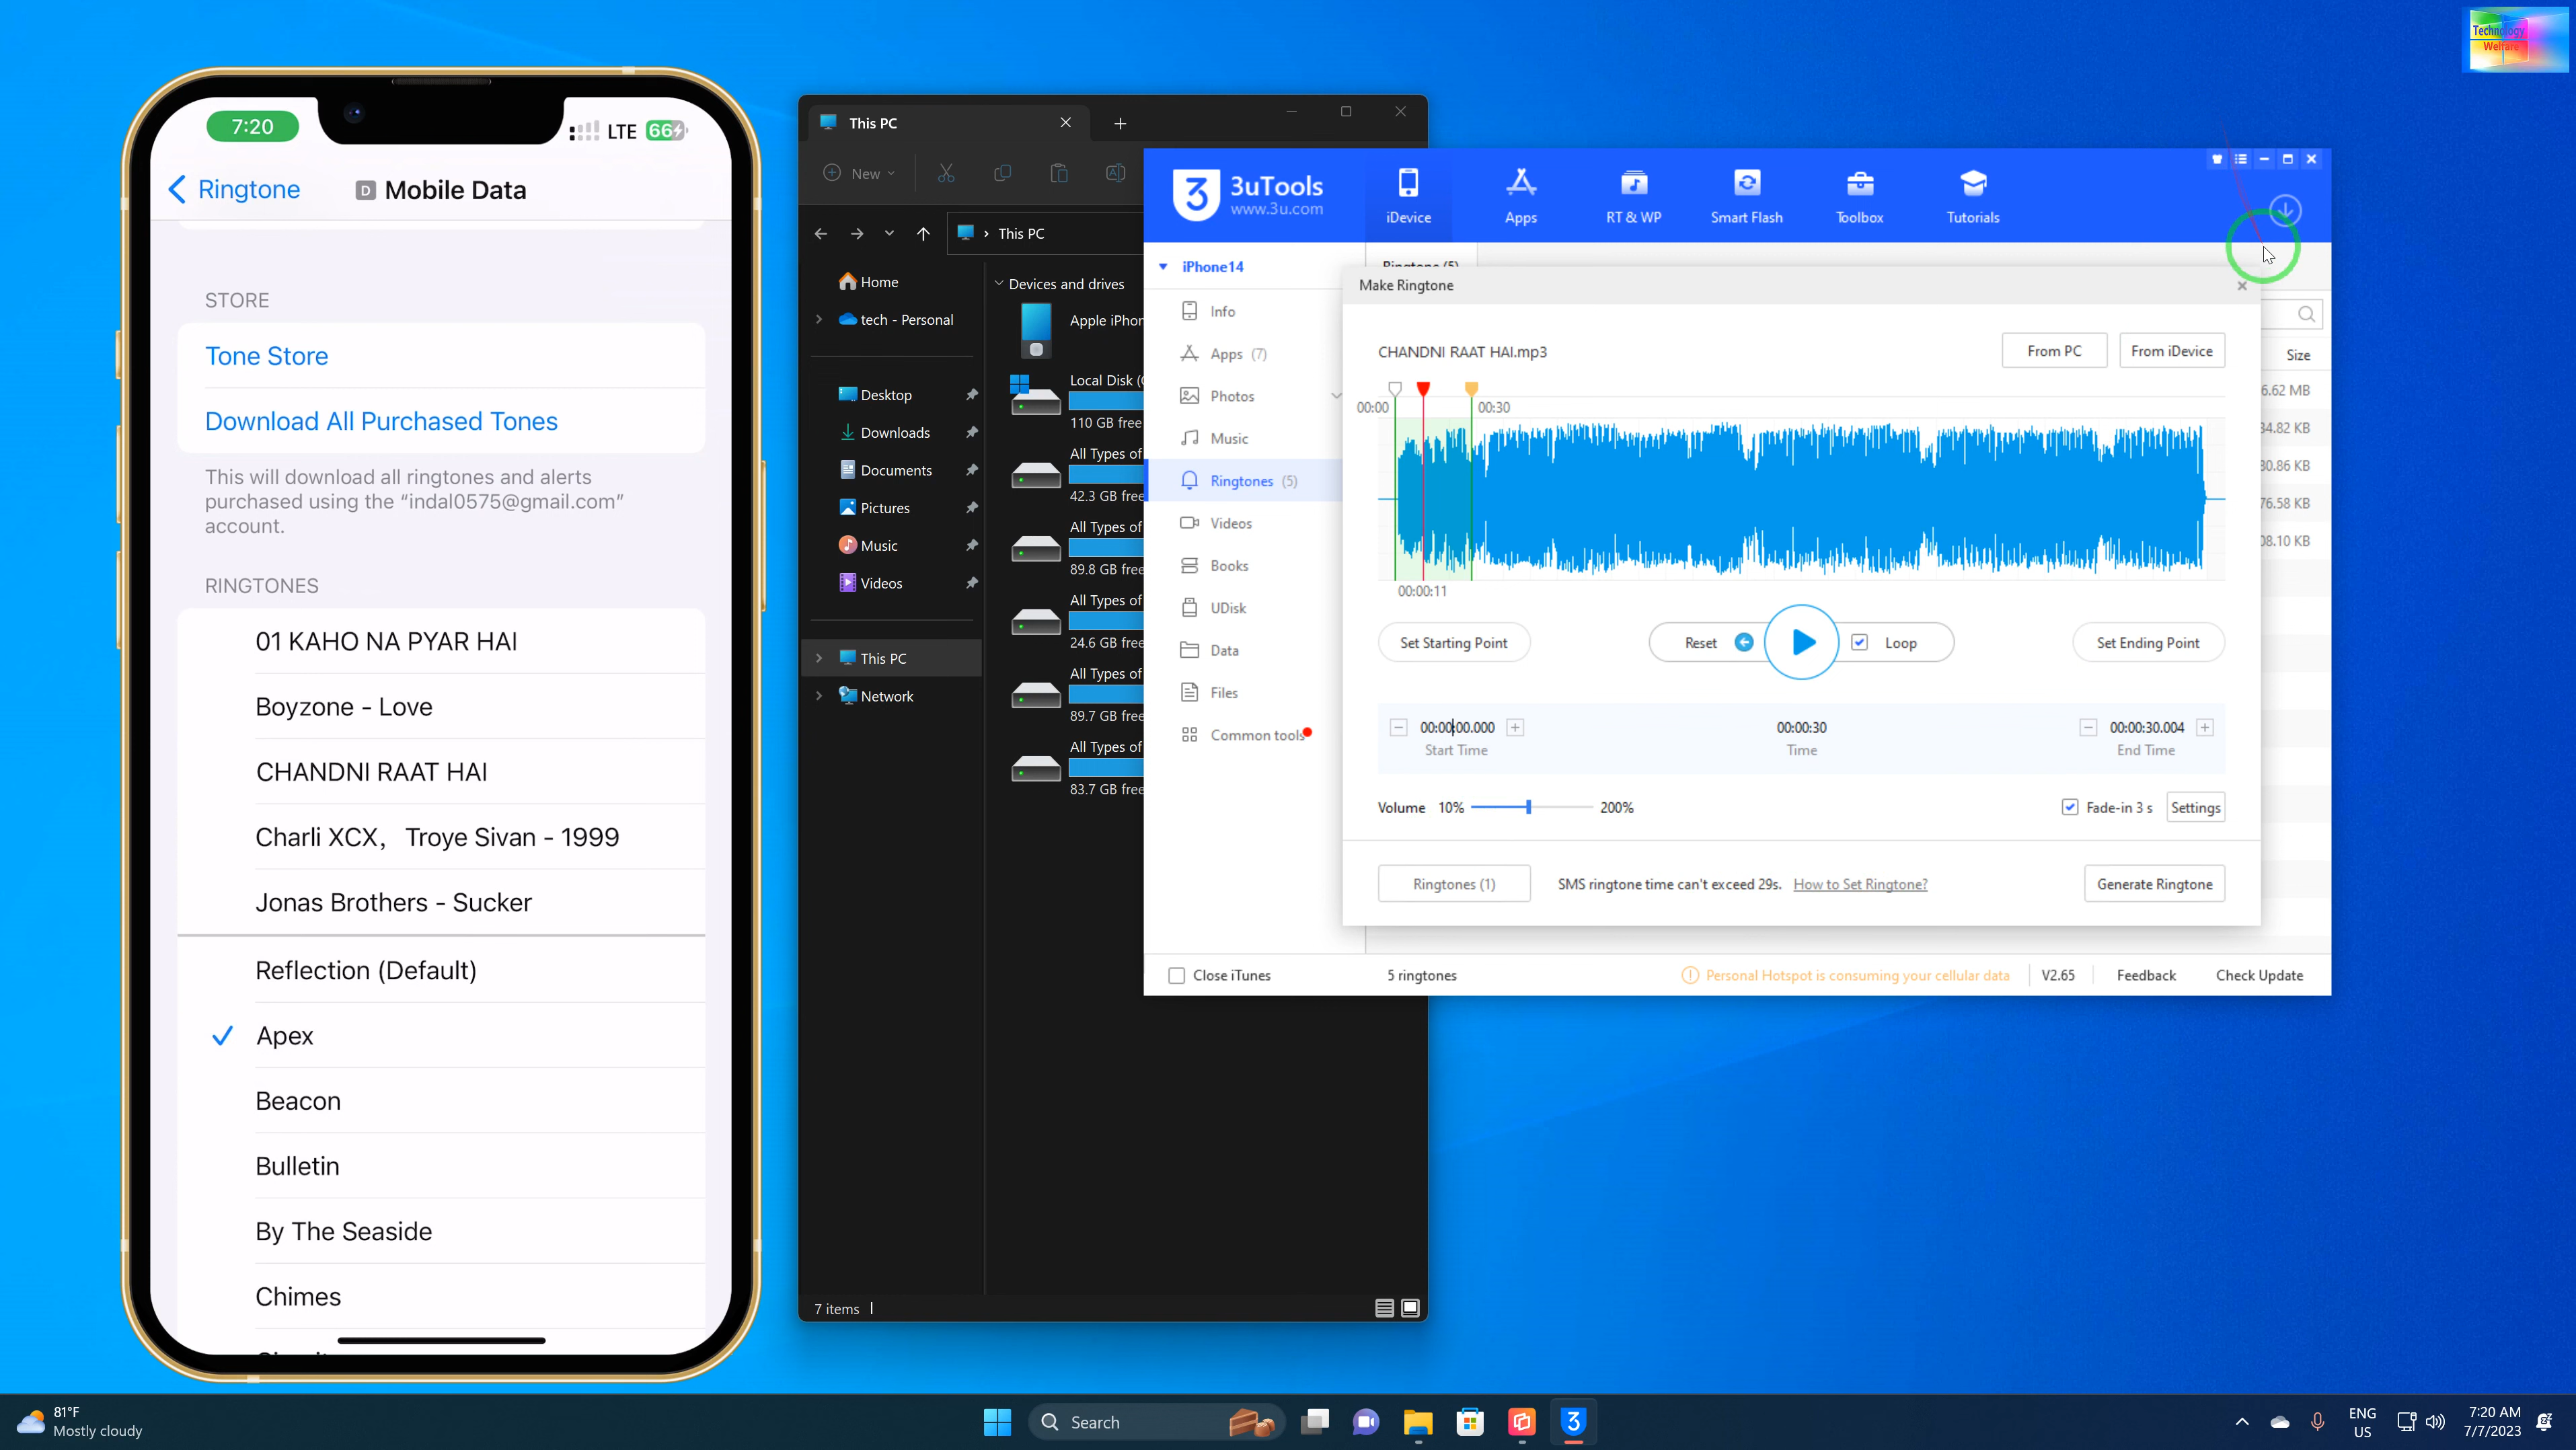 Technology
Welfare
7:20
LTE 66
Ringtone
D Mobile Data
STORE
Tone Store
Download All Purchased Tones
This will download all ringtones and alerts
purchased using the “indal0575@gmail.com”
account.
RINGTONES
01 KAHO NA PYAR HAI
Boyzone - Love
CHANDNI RAAT HAI
Charli XCX， Troye Sivan - 1999
Jonas Brothers - Sucker
Reflection (Default)
Apex
Beacon
Bulletin
By The Seaside
Chimes
This PC
New
This PC
Home
tech - Personal
Desktop
Downloads
Documents
Pictures
Music
Videos
This PC
Network
Devices and drives
Apple
Local Disk
110 GB free
All Types of
42.3 GB free
All Types of
89.8 GB free
All Types of
24.6 GB free
All Types of
89.7 GB free
All Types of
83.7 GB free
7 items
3uTools
www.3u.com
iDevice
Apps
RT & WP
Smart Flash
Toolbox
Tutorials
iPhone14
Info
Apps (7)
Photos
Music
Ringtones (5)
Videos
Books
UDisk
Data
Files
Common tools
Ringtone (5)
Size
6.62 MB
34.82 KB
30.86 KB
76.58 KB
08.10 KB
Make Ringtone
CHANDNI RAAT HAI.mp3
From PC
From iDevice
00:00
00:30
00:00:11
Set Starting Point
Reset
Loop
Set Ending Point
00:00:00.000
Start Time
00:00:30
Time
00:00:30.004
End Time
Volume 10% 200%
Fade-in 3 s
Settings
Ringtones (1)
SMS ringtone time can't exceed 29s. How to Set Ringtone?
Generate Ringtone
Close iTunes
5 ringtones
Personal Hotspot is consuming your cellular data
V2.65
Feedback
Check Update
81°F
Mostly cloudy
Search
ENG
US
7:20 AM
7/7/2023